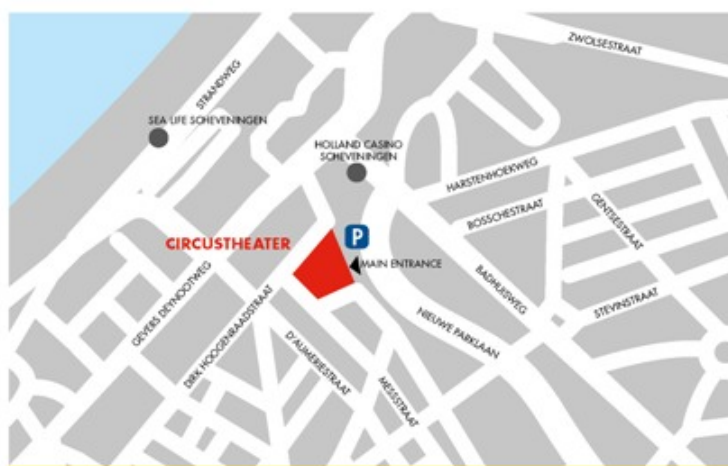 ZWOLSESTRAAT
STRANDWEG
SEA LIFE SCHEVENINGEN
HOLLAND CASINO
SCHEVENINGEN
HARSTENHOEKWEG
BOSSCHESTRAAT
GENTSESTRAAT
CIRCUSTHEATER
P
MAIN ENTRANCE
GEVERS DEYNOOTWEG
BADHUISWEG
STEVINSTRAAT
DIRK HOOGENRAADSTRAAT
NIEUWE PARKLAAN
D'AUMERIESTRAAT
MESSSTRAAT